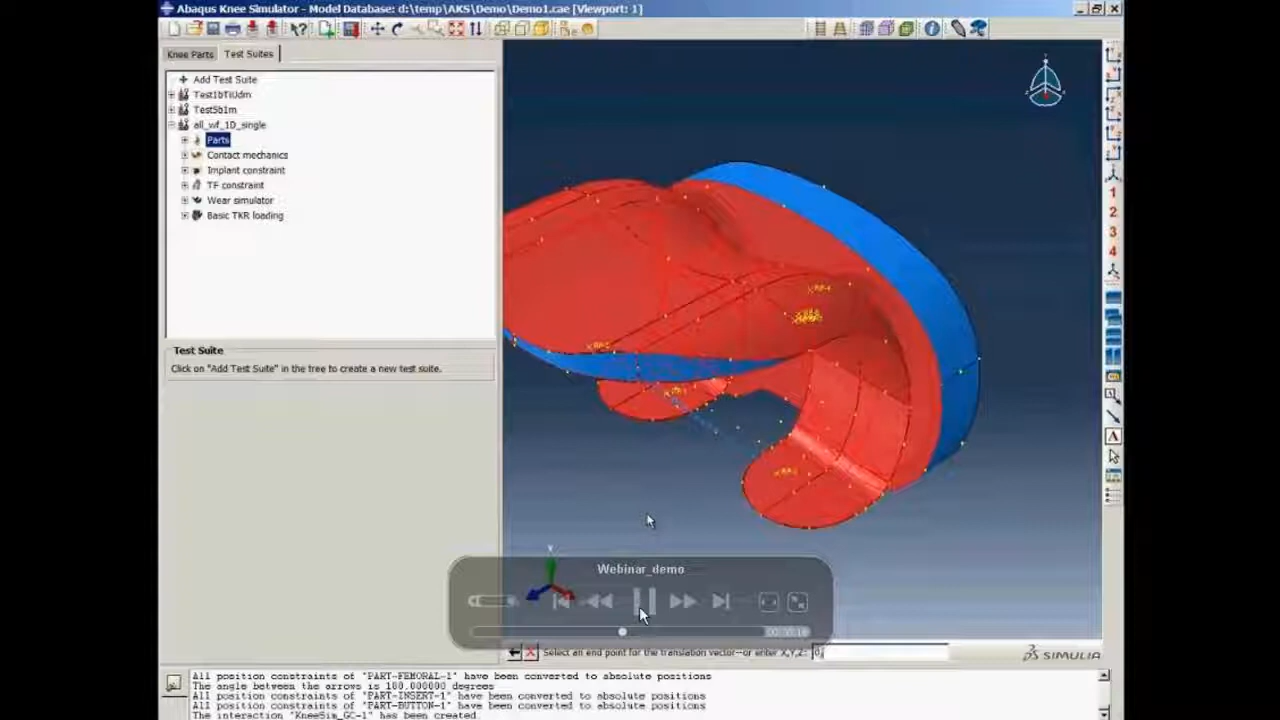 Abaqus Knee Simulator - Model Database: d:\temp\AKS\Demo\Demo1.cae [Viewport: 1]
Knee Parts Test Suites
Add Test Suite
Test5b1m
all_wf_1D_single
Parts
Contact mechanics
Implant constraint
TF constraint
Wear simulator
Basic TKR loading
Test Suite
Click on "Add Test Suite" in the tree to create a new test suite.
1
2
3
4
A
Webinar_demo
Select an end point for the translation vector--or enter X,Y,Z: 0,
SIMULIA
All position constraints of "PART-FEMORAL-1" have been converted to absolute positions
The angle between the arrows is 180.000000 degrees
All position constraints of "PART-INSERT-1" have been converted to absolute positions
All position constraints of "PART-BUTTON-1" have been converted to absolute positions
The interaction "KneeSim_GC-1" has been created.